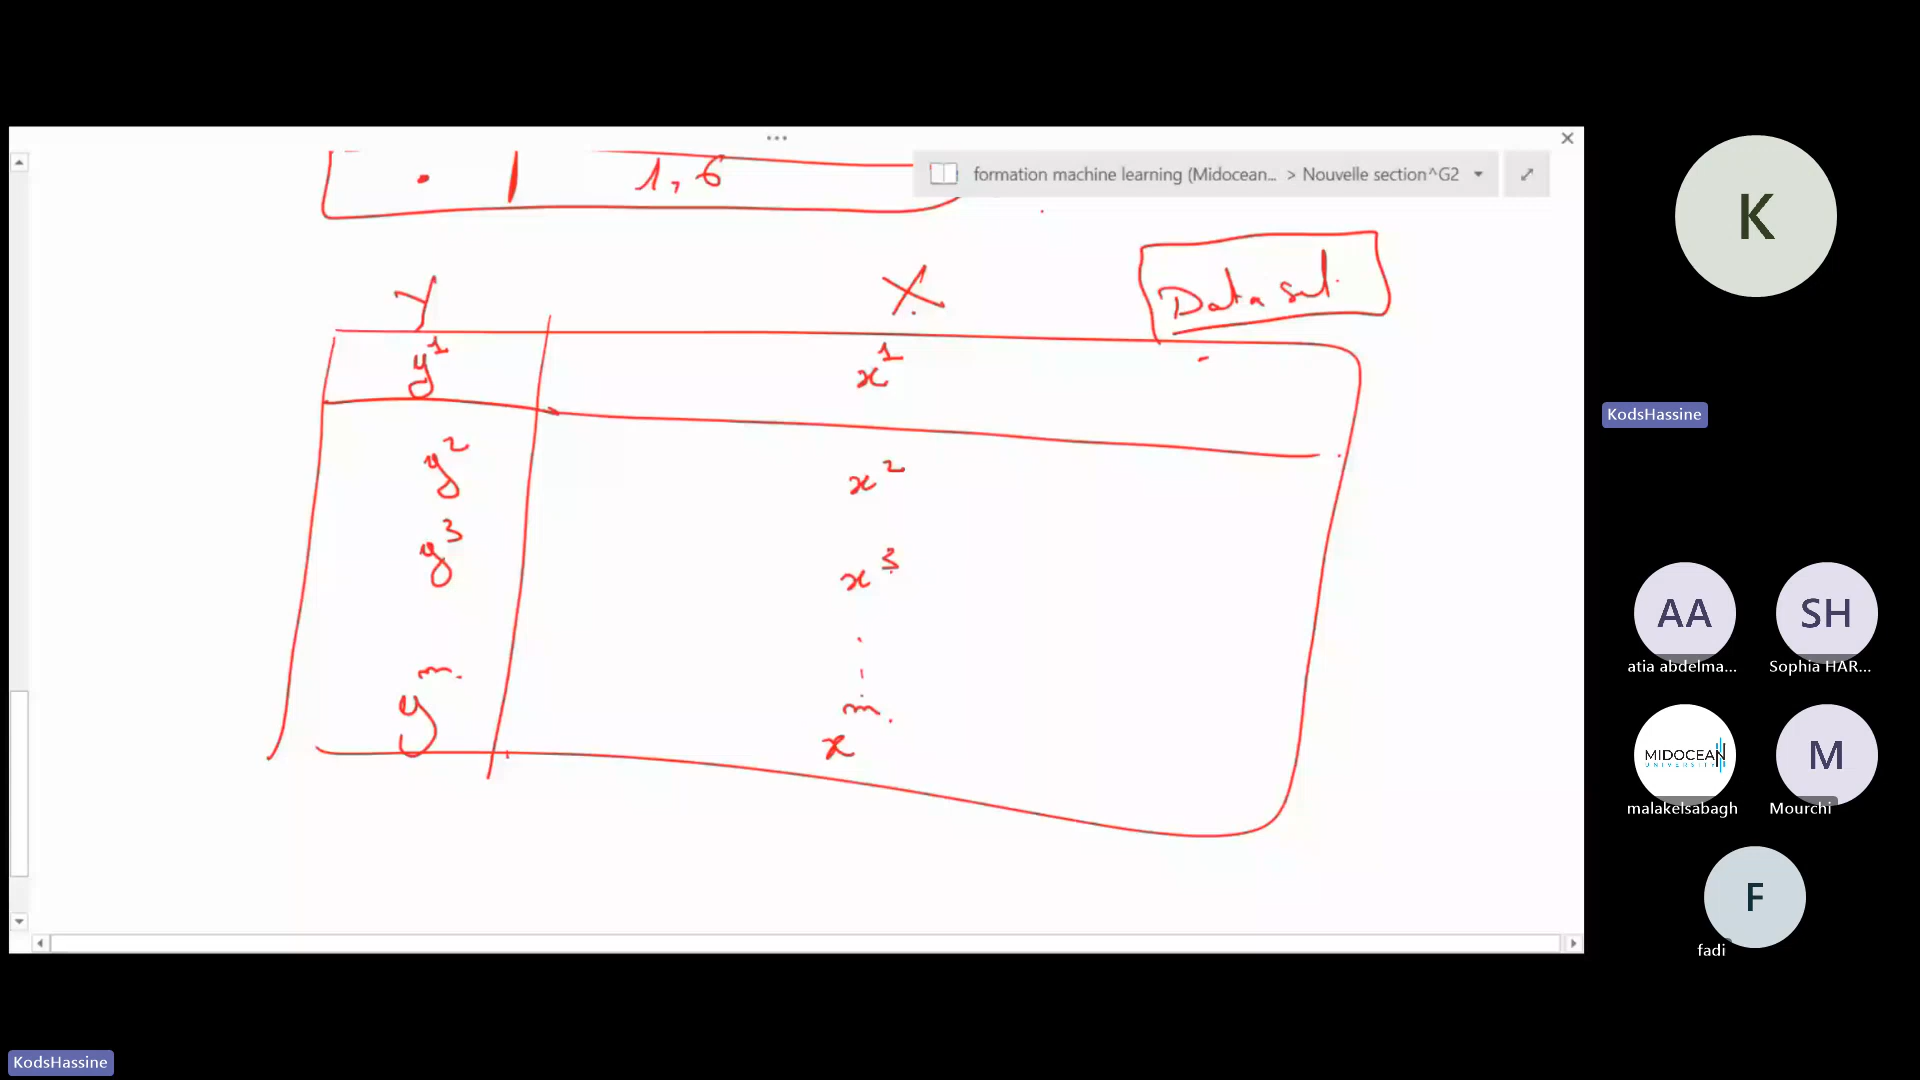 1,6
formation machine learning (Midocean... > Nouvelle section^G2
K
Data set.
Y X
y¹ x¹
KodsHassine
y² x²
y³ x³
AA SH
atia abdelma... Sophia HAR...
yᵐ xᵐ
MIDOCEAN
UNIVERSITY
M
malakelsabagh Mourchi
F
fadi
KodsHassine